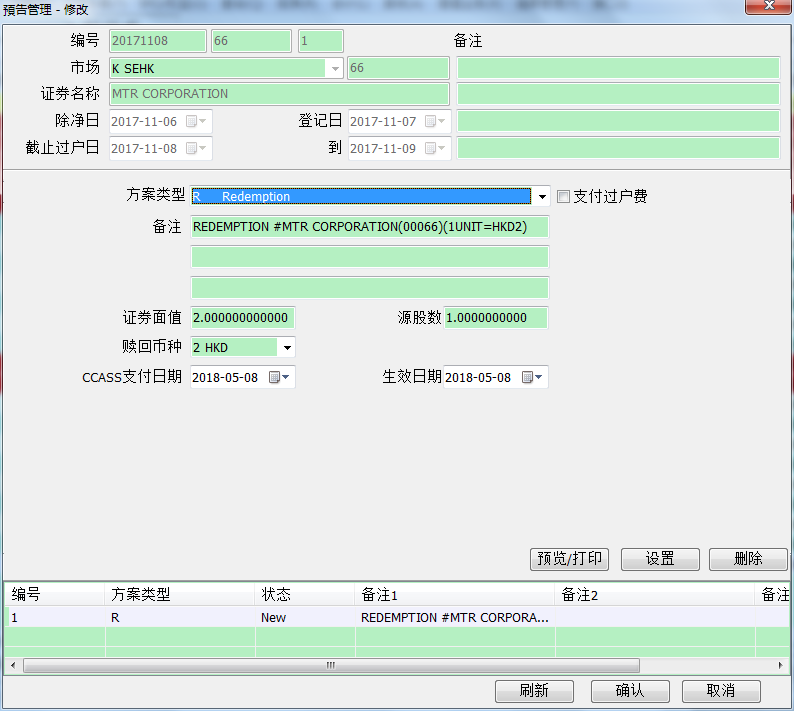 预告管理 - 修改
编号 20171108 66 1 备注
市场 K SEHK 66
证券名称 MTR CORPORATION
除净日 2017-11-06 登记日 2017-11-07
截止过户日 2017-11-08 到 2017-11-09
方案类型 R Redemption 支付过户费
备注 REDEMPTION #MTR CORPORATION(00066)(1UNIT=HKD2)
证券面值 2.000000000000 源股数 1.0000000000
赎回币种 2 HKD
CCASS支付日期 2018-05-08 生效日期 2018-05-08
预览/打印 设置 删除
编号 方案类型 状态 备注1 备注2 备注
1 R New REDEMPTION #MTR CORPORA...
刷新 确认 取消